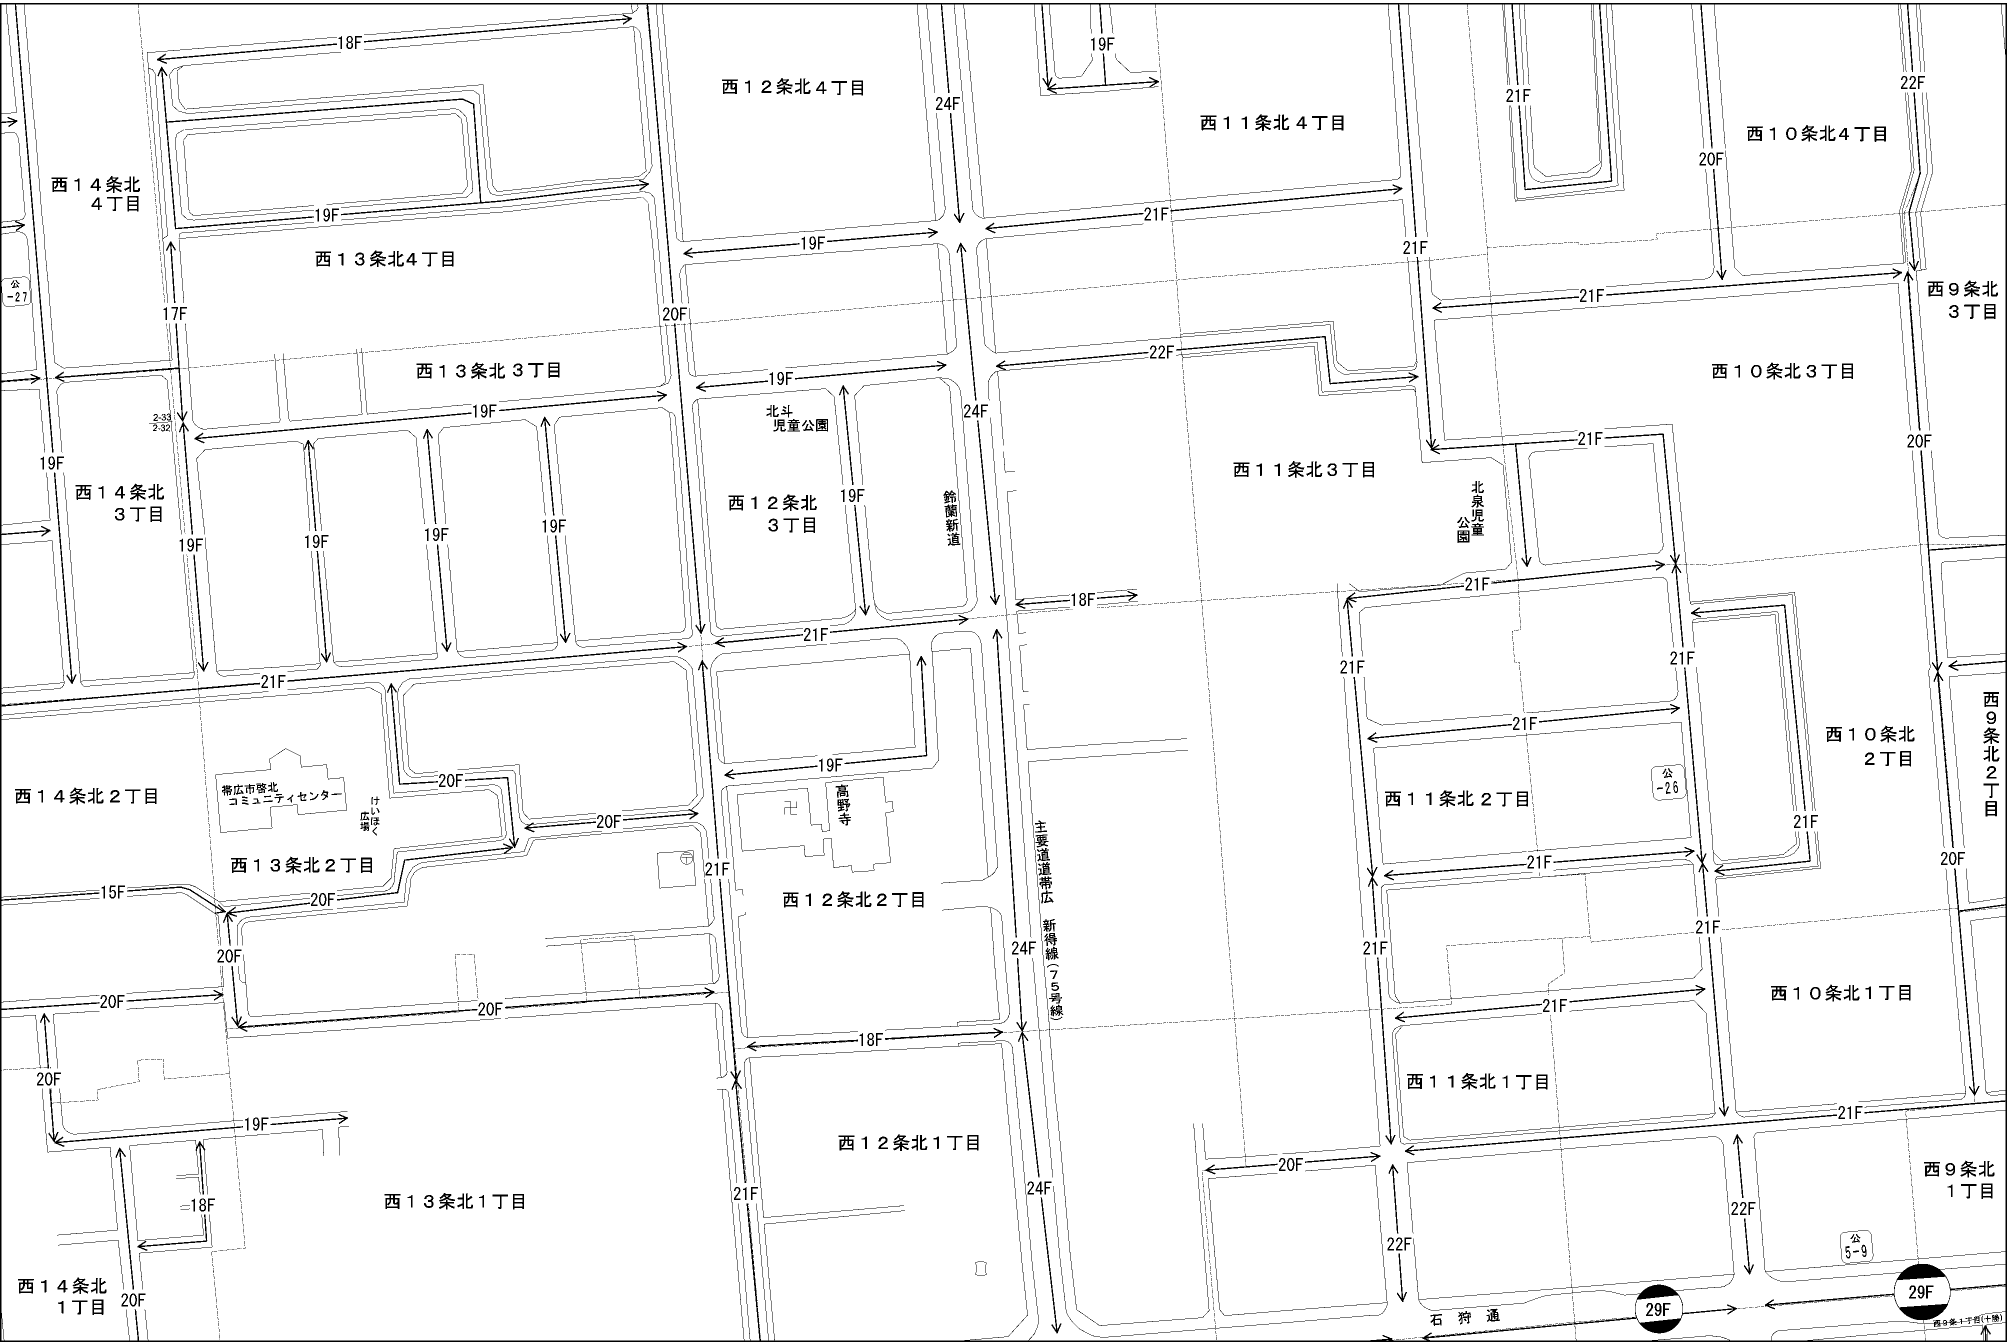 18F
西12条北4丁目
24F
19F
西11条北4丁目
21F
西10条北4丁目
22F
20F
西14条北
4丁目
19F
西13条北4丁目
19F
21F
21F
公
-27
17F
20F
21F
西9条北
3丁目
西13条北3丁目
19F
22F
西10条北3丁目
2-33
2-32
19F
北斗
児童公園
24F
21F
20F
19F
西14条北
3丁目
19F
19F
19F
19F
西12条北
3丁目
19F
鈴蘭新道
西11条北3丁目
北泉児童
公園
21F
18F
21F
21F
21F
21F
21F
20F
19F
帯広市啓北
コミュニティセンター
けいほく
広場
西14条北2丁目
西13条北2丁目
20F
高野寺
主要道道帯広 新得線(75号線)
西11条北2丁目
公
-26
21F
西10条北
2丁目
西9条北2丁目
21F
20F
15F
20F
21F
西12条北2丁目
21F
20F
24F
21F
21F
20F
20F
21F
西10条北1丁目
18F
20F
19F
西11条北1丁目
21F
西12条北1丁目
18F
西13条北1丁目
21F
24F
20F
22F
22F
西9条北
1丁目
公
5-9
西14条北
1丁目
20F
石狩通
29F
29F
西9条1丁目(十勝)